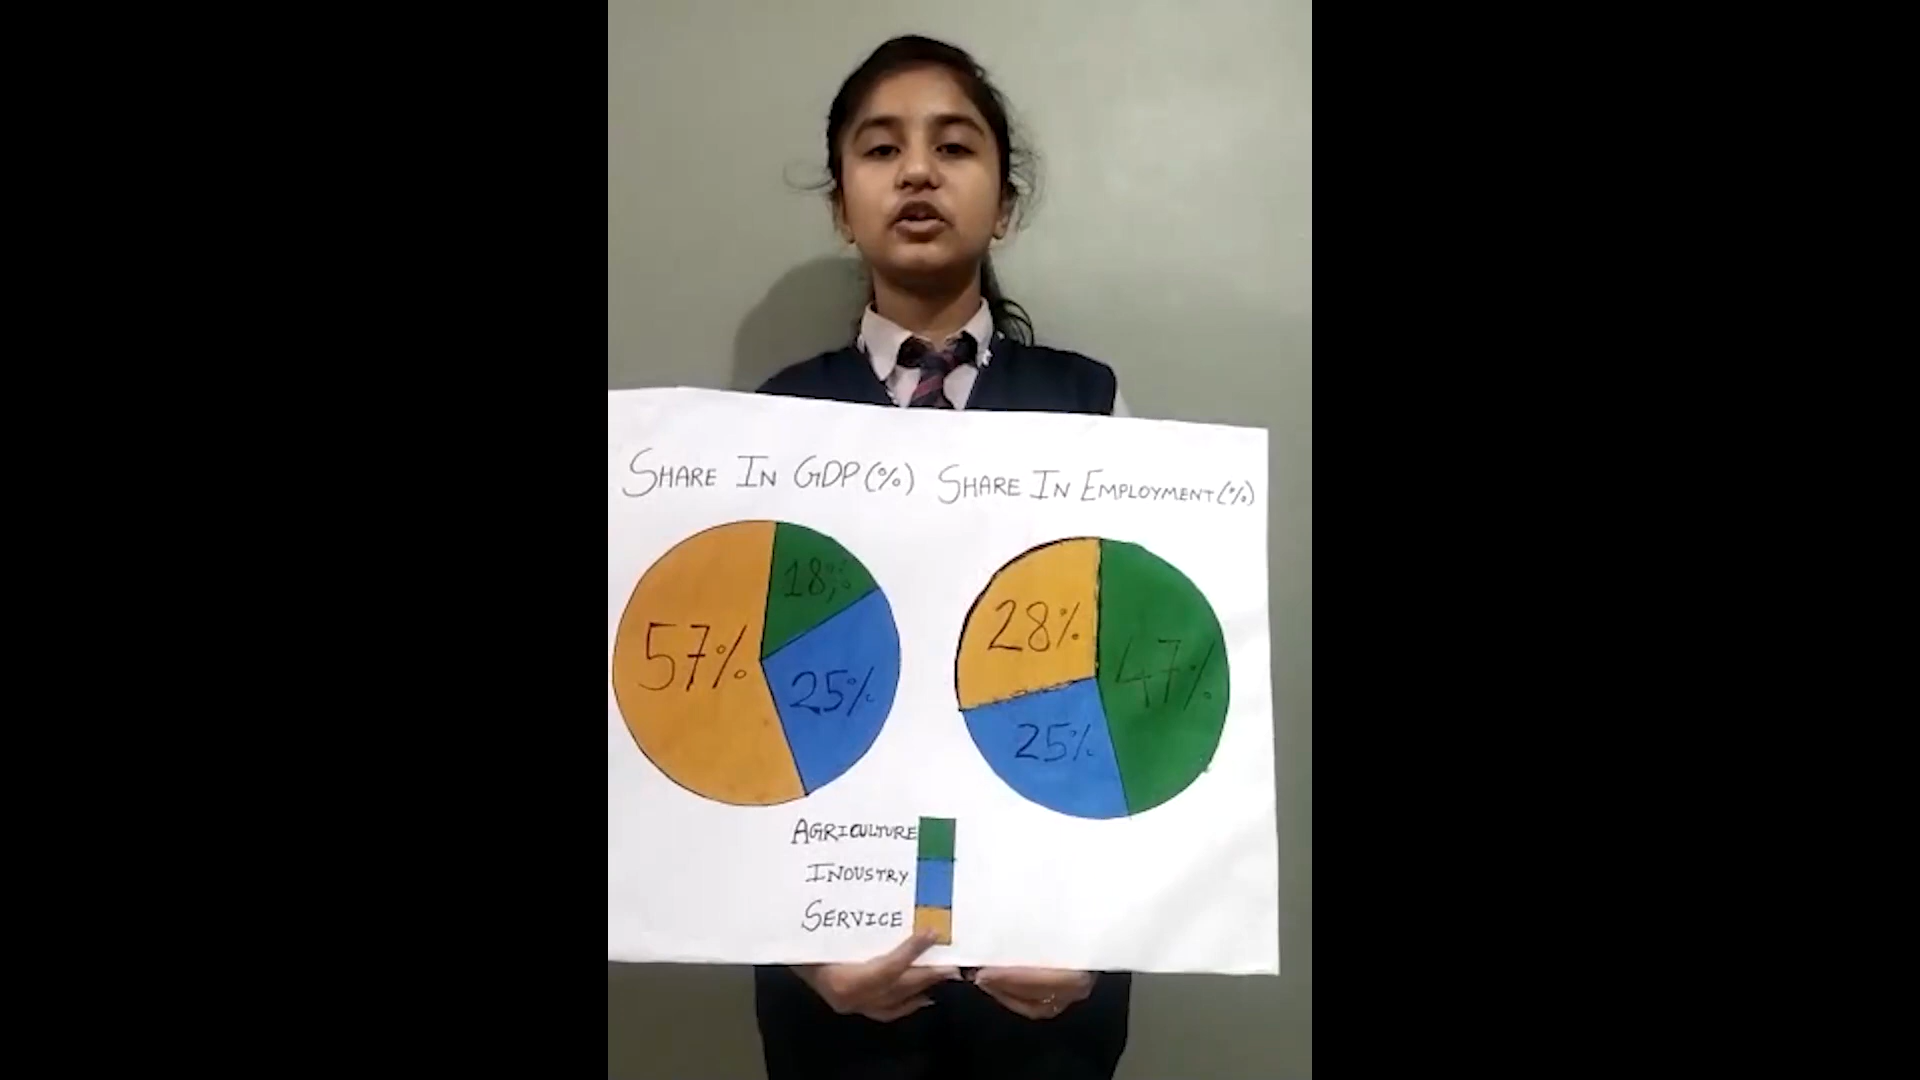 SHARE IN GDP(%)
SHARE IN EMPLOYMENT(%)
18%
57%
25%
28%
47%
25%
AGRICULTURE
INDUSTRY
SERVICE